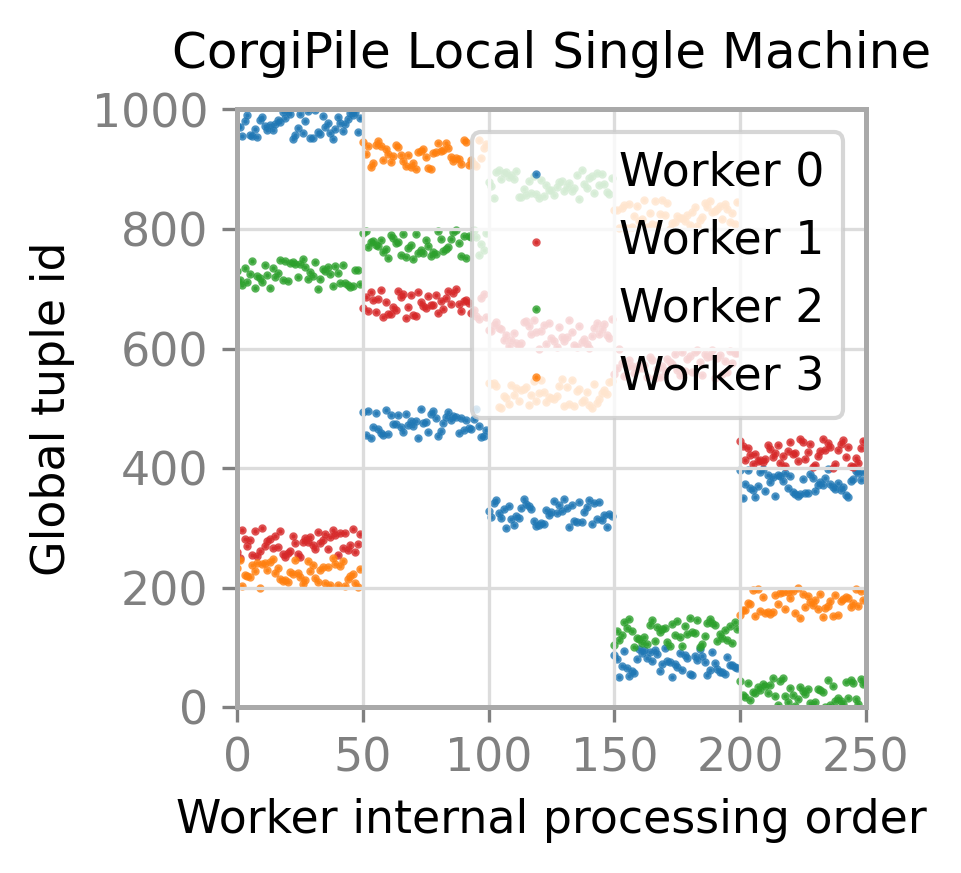 CorgiPile Local Single Machine
1000
800
600
400
200
0
Global tuple id
Worker 0
Worker 1
Worker 2
Worker 3
0 50 100 150 200 250
Worker internal processing order